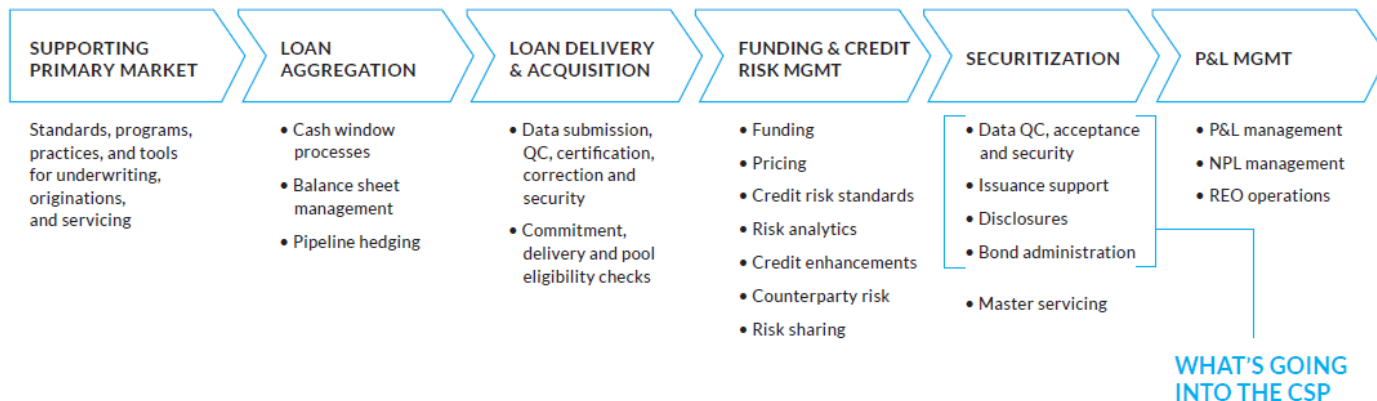 SUPPORTING
PRIMARY MARKET
LOAN
AGGREGATION
LOAN DELIVERY
& ACQUISITION
FUNDING & CREDIT
RISK MGMT
SECURITIZATION
P&L MGMT
Standards, programs,
practices, and tools
for underwriting,
originations,
and servicing
• Cash window
processes
• Balance sheet
management
• Pipeline hedging
• Data submission,
QC, certification,
correction and
security
• Commitment,
delivery and pool
eligibility checks
• Funding
• Pricing
• Credit risk standards
• Risk analytics
• Credit enhancements
• Counterparty risk
• Risk sharing
• Data QC, acceptance
and security
• Issuance support
• Disclosures
• Bond administration
• Master servicing
• P&L management
• NPL management
• REO operations
WHAT'S GOING
INTO THE CSP